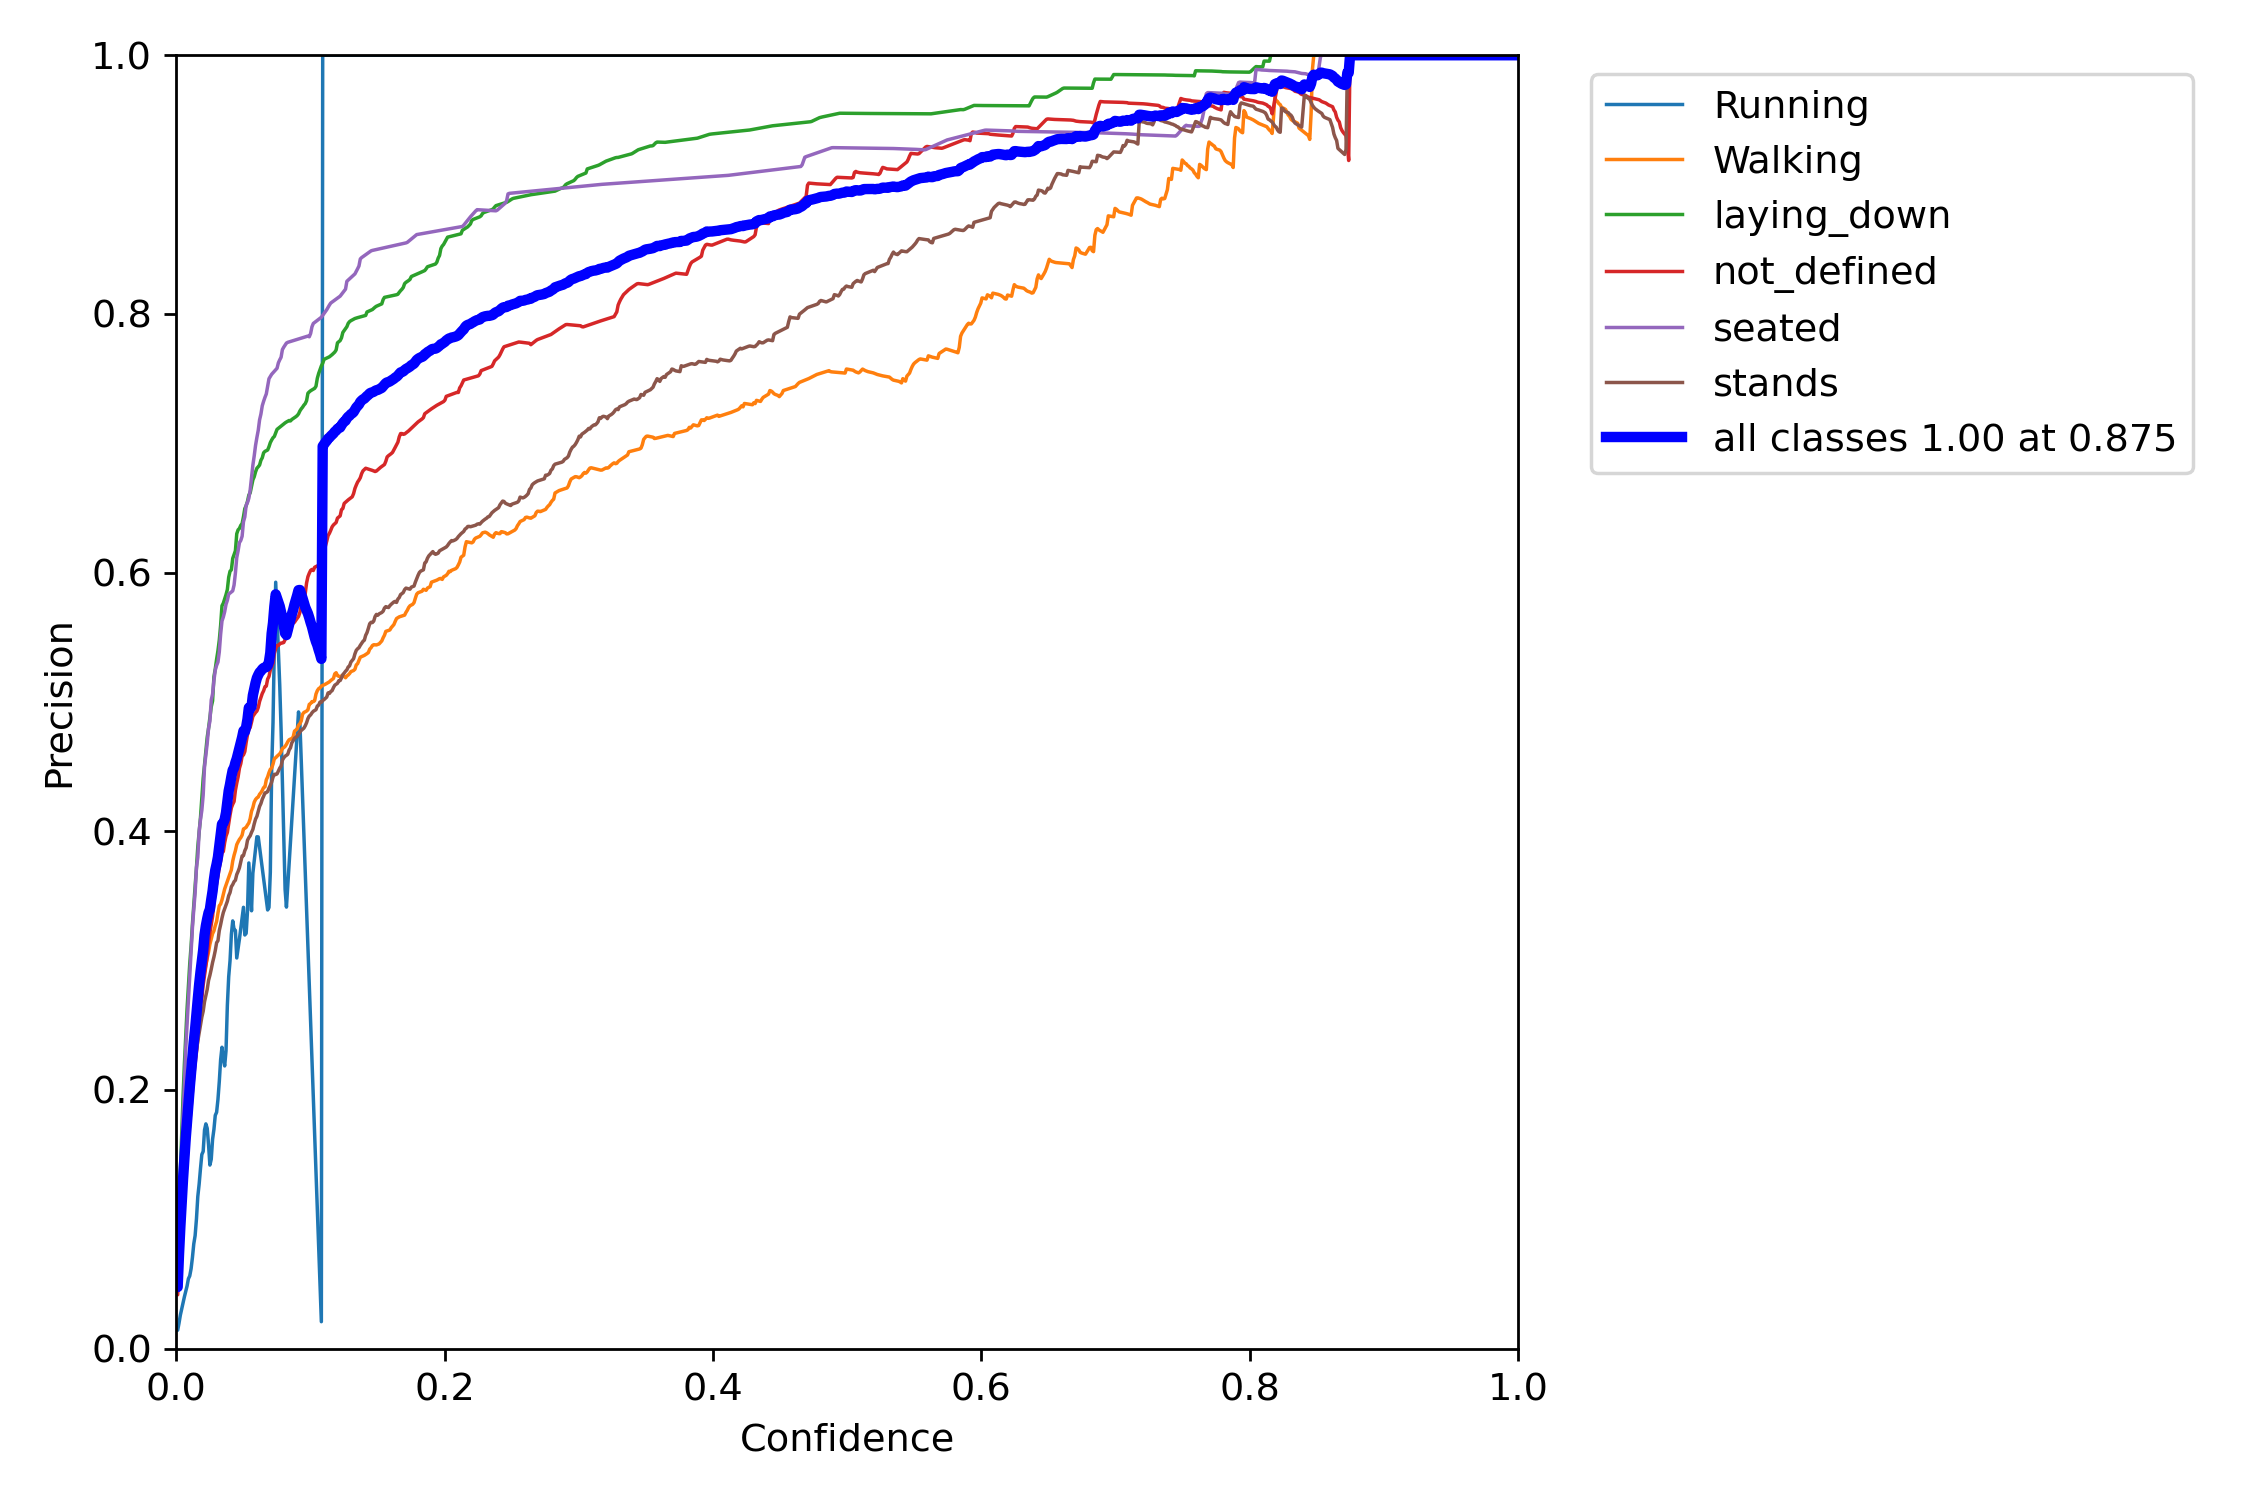 1.0
0.8
0.6
0.4
0.2
0.0
0.0 0.2 0.4 0.6 0.8 1.0
Precision
Confidence
Running
Walking
laying_down
not_defined
seated
stands
all classes 1.00 at 0.875